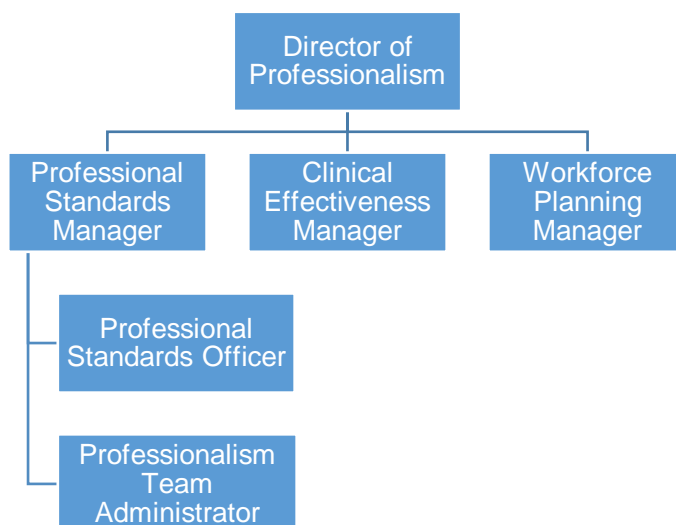 Director of
Professionalism
Professional
Standards
Manager
Clinical
Effectiveness
Manager
Workforce
Planning
Manager
Professional
Standards Officer
Professionalism
Team
Administrator